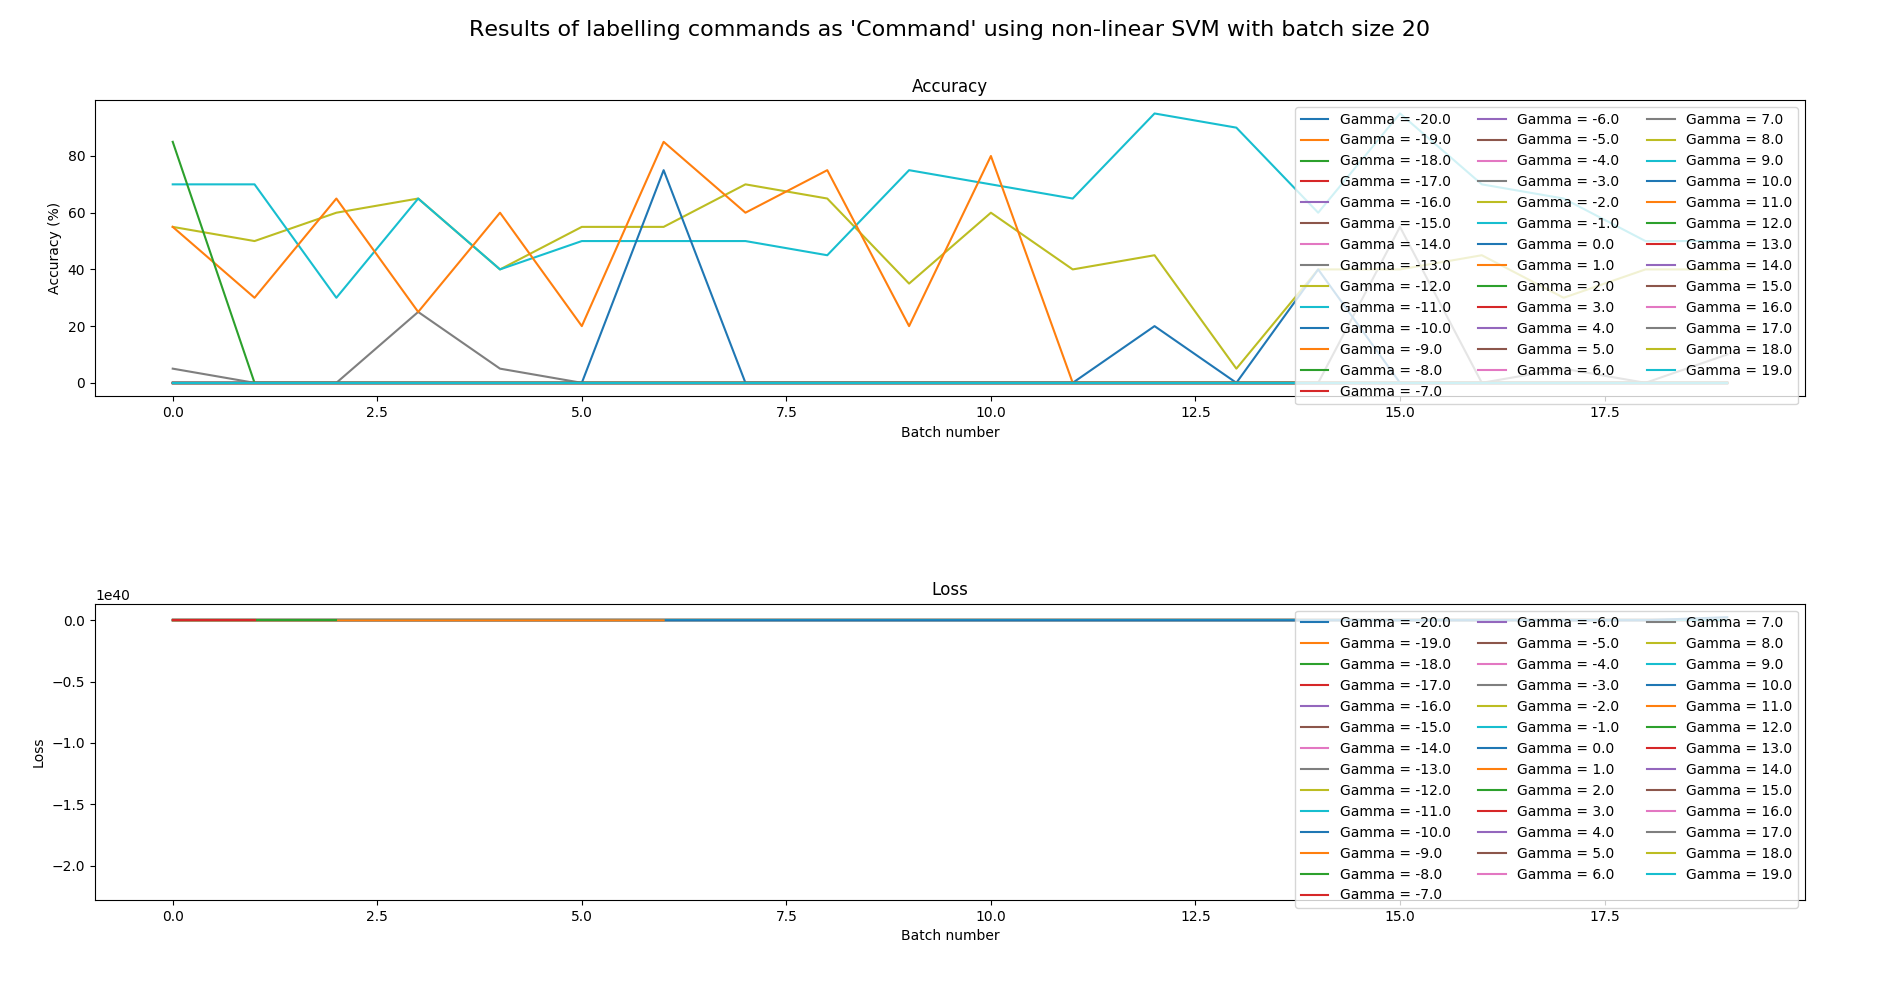 Results of labelling commands as 'Command' using non-linear SVM with batch size 20
Accuracy
Accuracy (%)
80
60
40
20
0
0.0 2.5 5.0 7.5 10.0 12.5 15.0 17.5
Batch number
Gamma = -20.0 Gamma = -6.0 Gamma = 7.0
Gamma = -19.0 Gamma = -5.0 Gamma = 8.0
Gamma = -18.0 Gamma = -4.0 Gamma = 9.0
Gamma = -17.0 Gamma = -3.0 Gamma = 10.0
Gamma = -16.0 Gamma = -2.0 Gamma = 11.0
Gamma = -15.0 Gamma = -1.0 Gamma = 12.0
Gamma = -14.0 Gamma = 0.0 Gamma = 13.0
Gamma = -13.0 Gamma = 1.0 Gamma = 14.0
Gamma = -12.0 Gamma = 2.0 Gamma = 15.0
Gamma = -11.0 Gamma = 3.0 Gamma = 16.0
Gamma = -10.0 Gamma = 4.0 Gamma = 17.0
Gamma = -9.0 Gamma = 5.0 Gamma = 18.0
Gamma = -8.0 Gamma = 6.0 Gamma = 19.0
Gamma = -7.0
Loss
1e40
Loss
0.0
−0.5
−1.0
−1.5
−2.0
0.0 2.5 5.0 7.5 10.0 12.5 15.0 17.5
Batch number
Gamma = -20.0 Gamma = -6.0 Gamma = 7.0
Gamma = -19.0 Gamma = -5.0 Gamma = 8.0
Gamma = -18.0 Gamma = -4.0 Gamma = 9.0
Gamma = -17.0 Gamma = -3.0 Gamma = 10.0
Gamma = -16.0 Gamma = -2.0 Gamma = 11.0
Gamma = -15.0 Gamma = -1.0 Gamma = 12.0
Gamma = -14.0 Gamma = 0.0 Gamma = 13.0
Gamma = -13.0 Gamma = 1.0 Gamma = 14.0
Gamma = -12.0 Gamma = 2.0 Gamma = 15.0
Gamma = -11.0 Gamma = 3.0 Gamma = 16.0
Gamma = -10.0 Gamma = 4.0 Gamma = 17.0
Gamma = -9.0 Gamma = 5.0 Gamma = 18.0
Gamma = -8.0 Gamma = 6.0 Gamma = 19.0
Gamma = -7.0